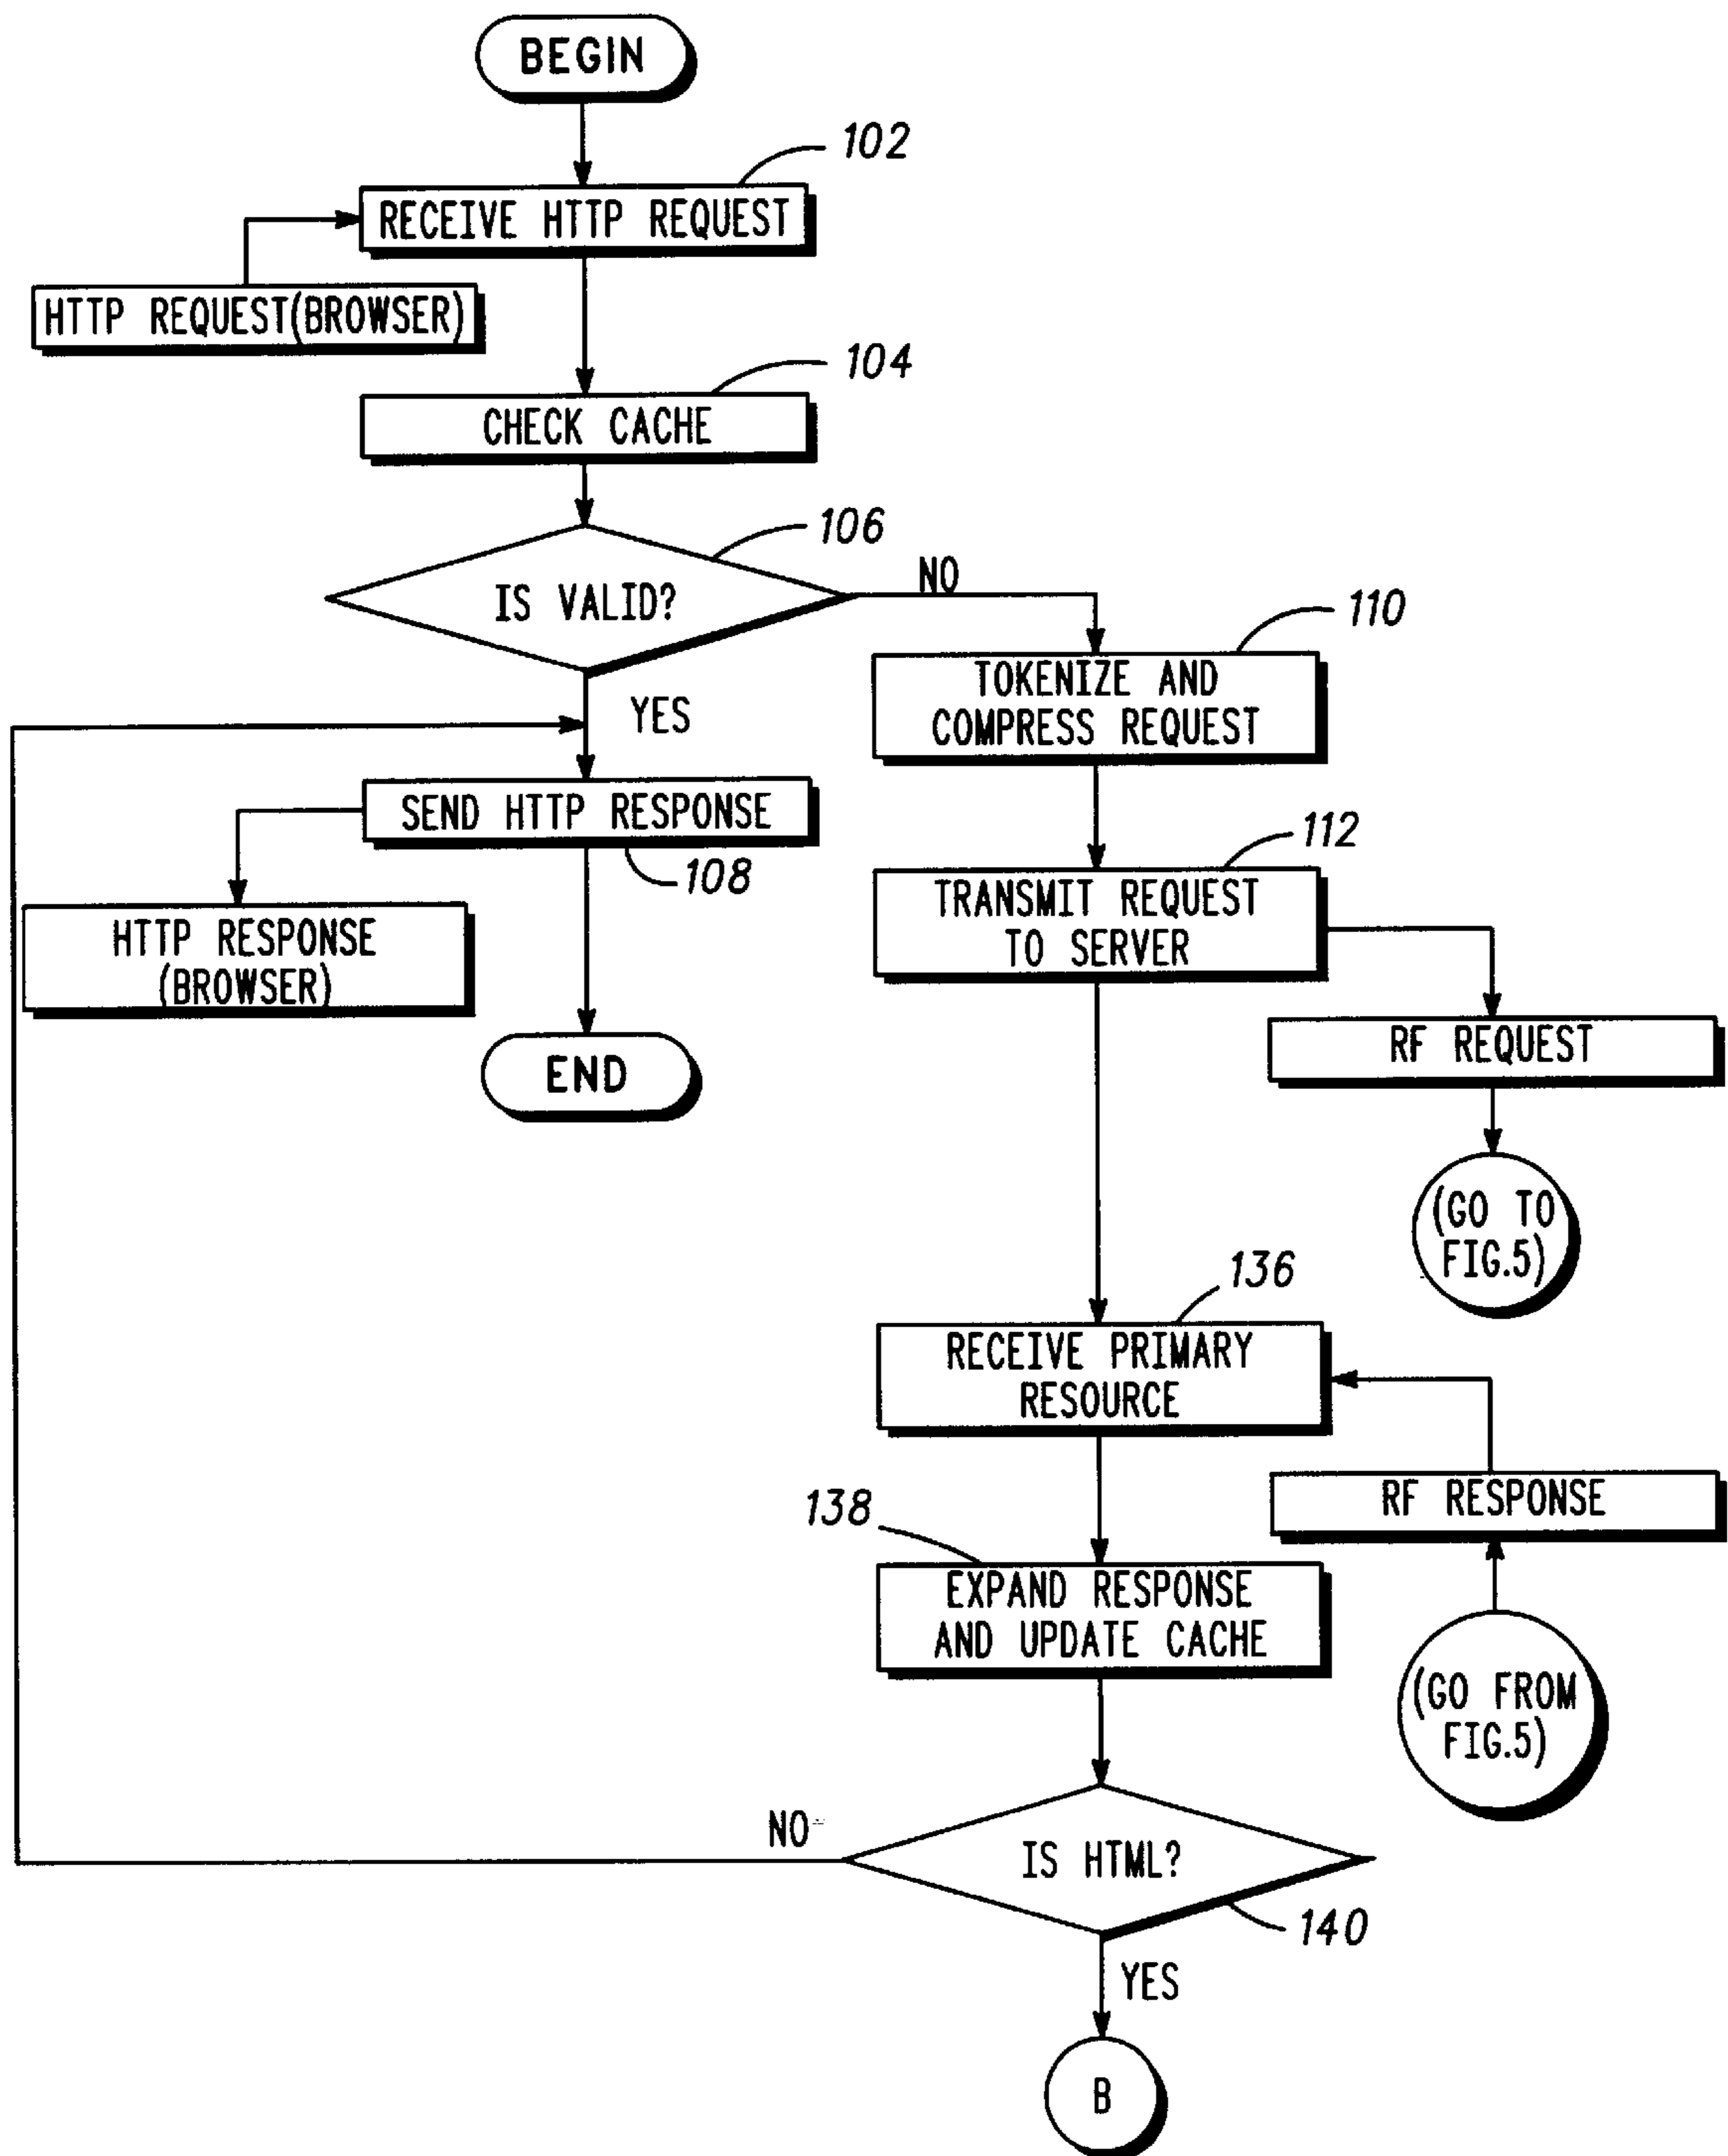 BEGIN
102
RECEIVE HTTP REQUEST
HTTP REQUEST(BROWSER)
104
CHECK CACHE
106
IS VALID?
NO
YES
110
TOKENIZE AND
COMPRESS REQUEST
SEND HTTP RESPONSE
108
HTTP RESPONSE
(BROWSER)
END
112
TRANSMIT REQUEST
TO SERVER
RF REQUEST
(GO TO
FIG.5)
136
RECEIVE PRIMARY
RESOURCE
RF RESPONSE
(GO FROM
FIG.5)
138
EXPAND RESPONSE
AND UPDATE CACHE
NO
IS HTML?
140
YES
B